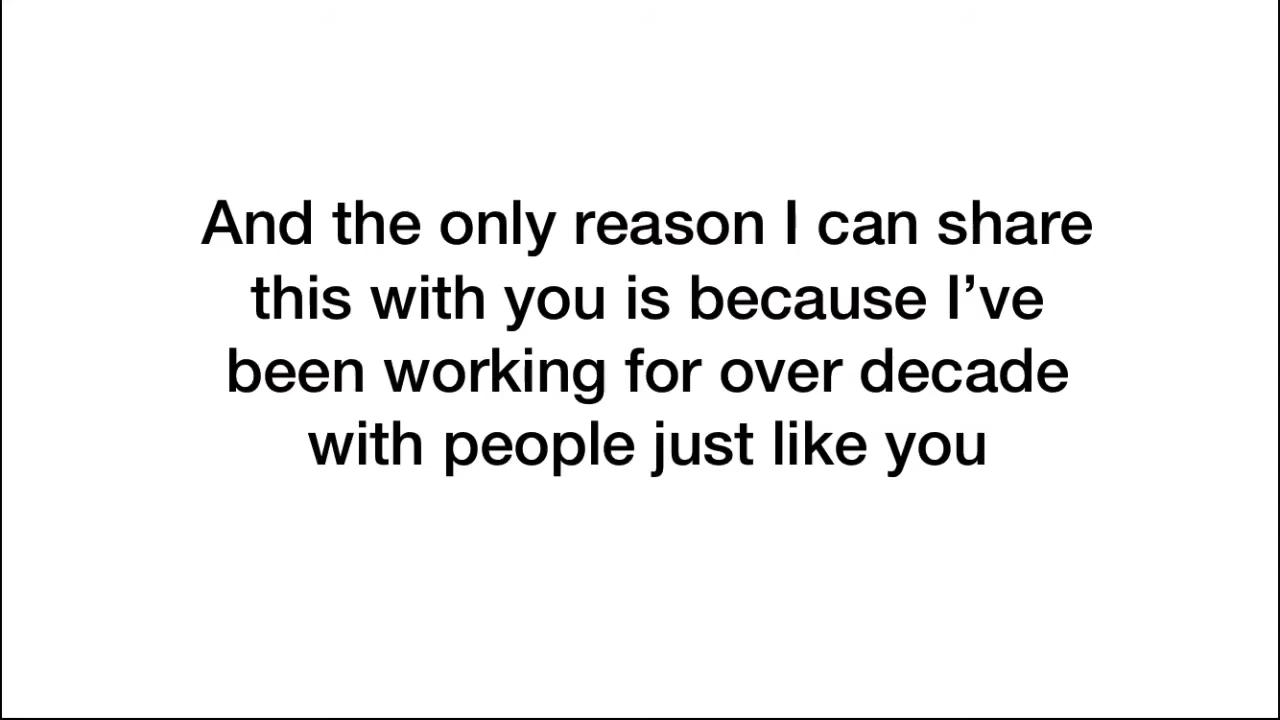 And the only reason I can share
this with you is because I’ve
been working for over decade
with people just like you